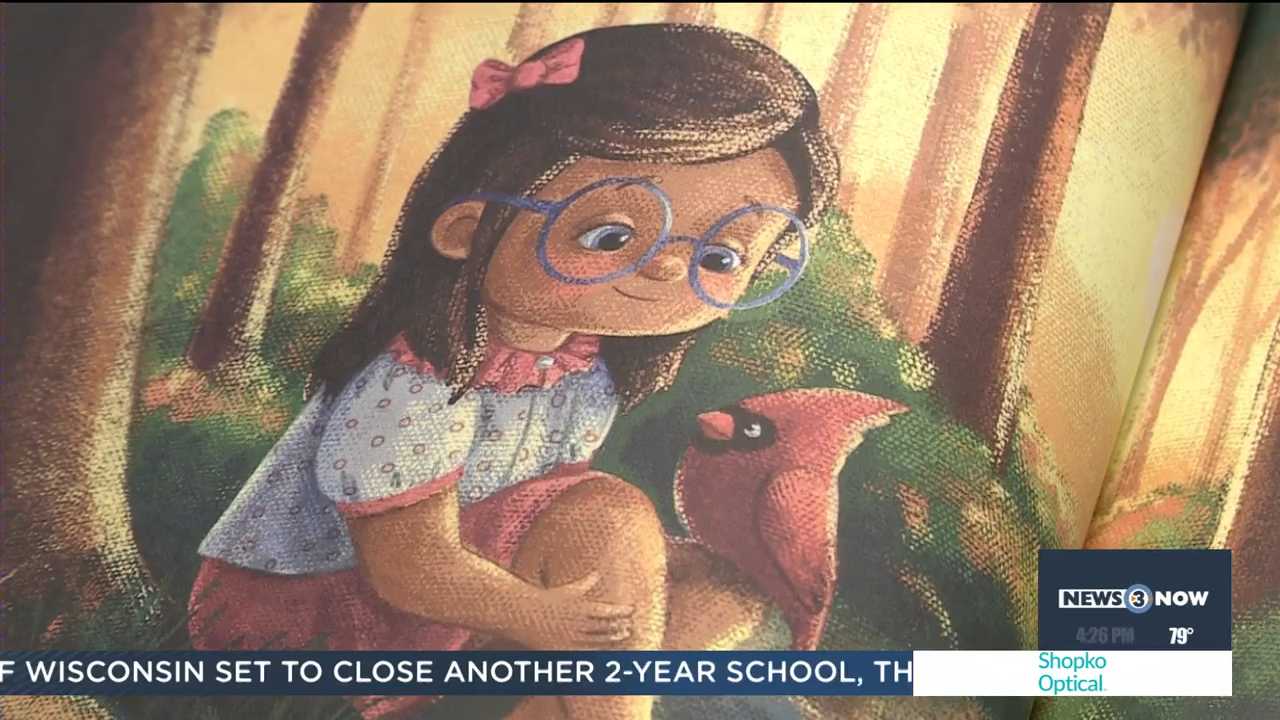 NEWS 3 NOW
4:26 PM 79°
F WISCONSIN SET TO CLOSE ANOTHER 2-YEAR SCHOOL, TH
Shopko
Optical.